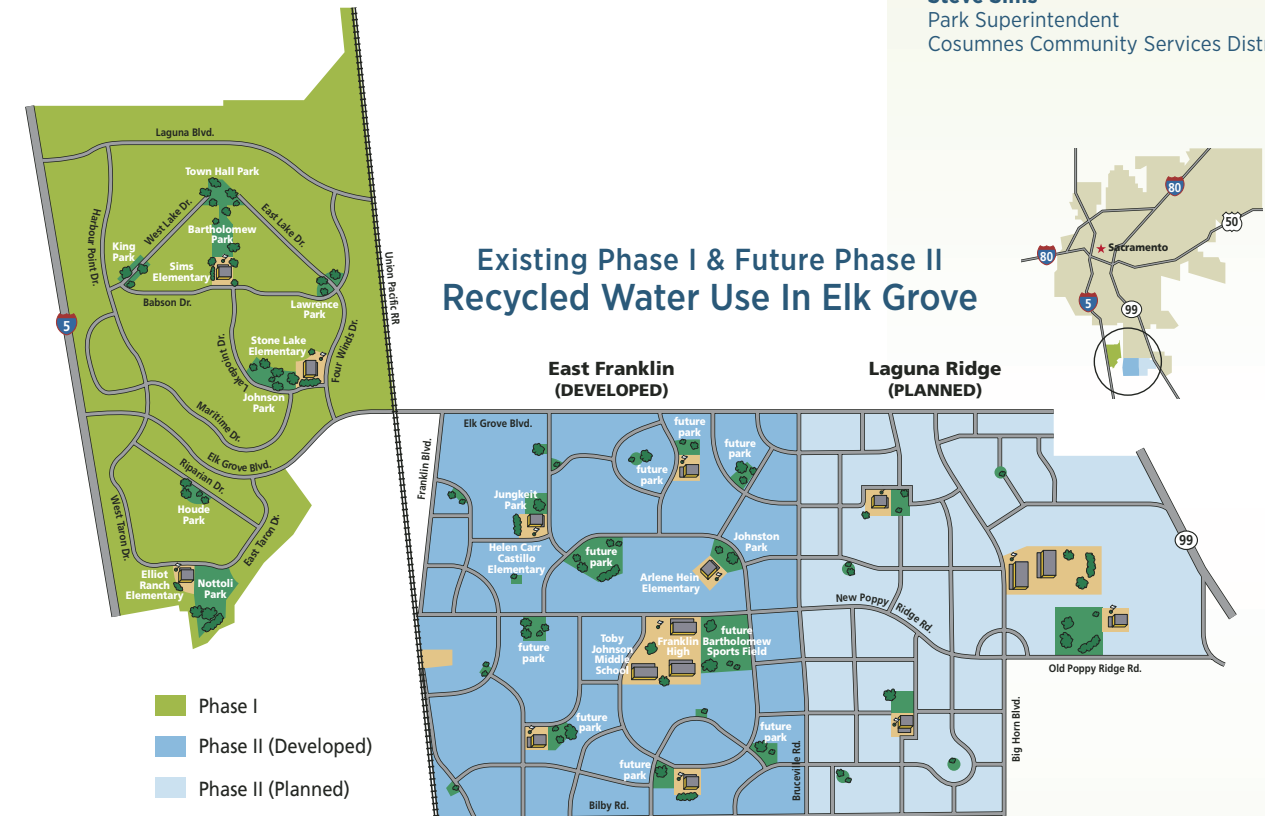 Steve Sims
Park Superintendent
Cosumnes Community Services Distr
Existing Phase I & Future Phase II
Recycled Water Use In Elk Grove
80
50
80
Sacramento
5
99
Laguna Blvd.
Town Hall Park
Harbour Point Dr.
West Lake Dr.
East Lake Dr.
Bartholomew
Park
King
Park
Sims
Elementary
Union Pacific RR
Babson Dr.
Lawrence
Park
5
Stone Lake
Elementary
Lakepoint Dr.
Four Winds Dr.
Johnson
Park
Maritime Dr.
Elk Grove Blvd.
Riparian Dr.
Houde
Park
West Taron Dr.
East Taron Dr.
Elliot
Ranch
Elementary
Nottoli
Park
East Franklin
(DEVELOPED)
Laguna Ridge
(PLANNED)
Elk Grove Blvd.
Franklin Blvd.
future
park
future
park
future
park
Jungkeit
Park
Helen Carr
Castillo
Elementary
future
park
Johnston
Park
Arlene Hein
Elementary
99
New Poppy Ridge Rd.
Toby
Johnson
Middle
School
Franklin
High
future
Bartholomew
Sports Field
future
park
Old Poppy Ridge Rd.
future
park
future
park
future
park
Bruceville Rd.
Big Horn Blvd.
Bilby Rd.
Phase I
Phase II (Developed)
Phase II (Planned)